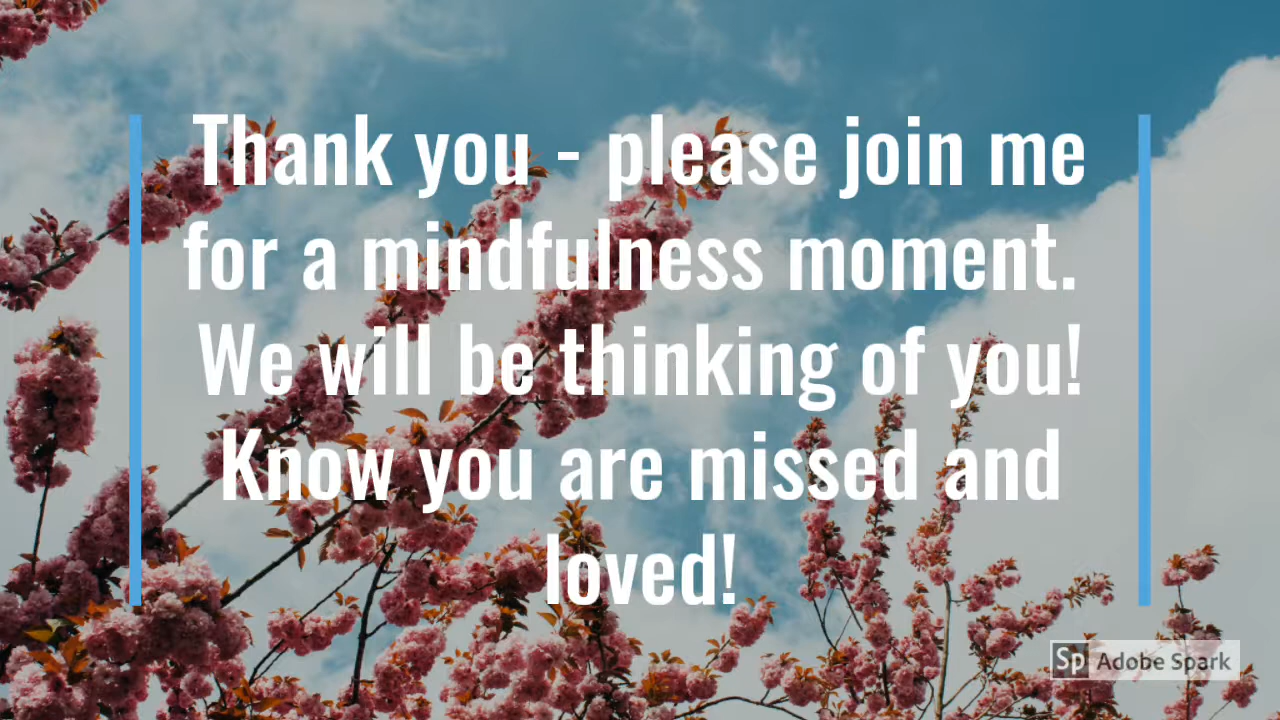 Thank you - please join me
for a mindfulness moment.
We will be thinking of you!
Know you are missed and
loved!
Sp Adobe Spark